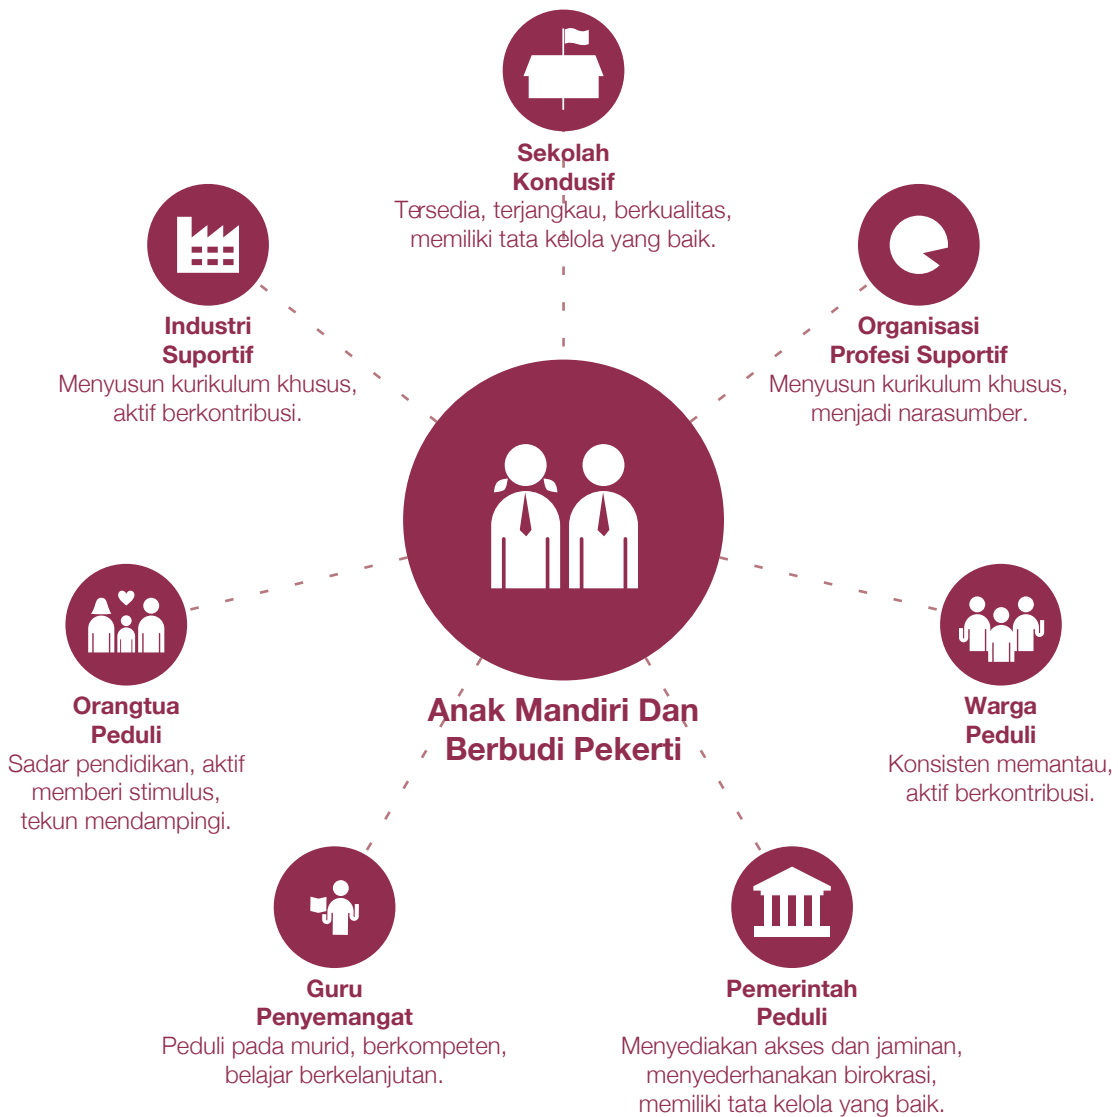 Sekolah
Kondusif
Tersedia, terjangkau, berkualitas,
memiliki tata kelola yang baik.
Industri
Suportif
Menyusun kurikulum khusus,
aktif berkontribusi.
Organisasi
Profesi Suportif
Menyusun kurikulum khusus,
menjadi narasumber.
Anak Mandiri Dan
Berbudi Pekerti
Orangtua
Peduli
Sadar pendidikan, aktif
memberi stimulus,
tekun mendampingi.
Warga
Peduli
Konsisten memantau,
aktif berkontribusi.
Guru
Penyemangat
Peduli pada murid, berkompeten,
belajar berkelanjutan.
Pemerintah
Peduli
Menyediakan akses dan jaminan,
menyederhanakan birokrasi,
memiliki tata kelola yang baik.